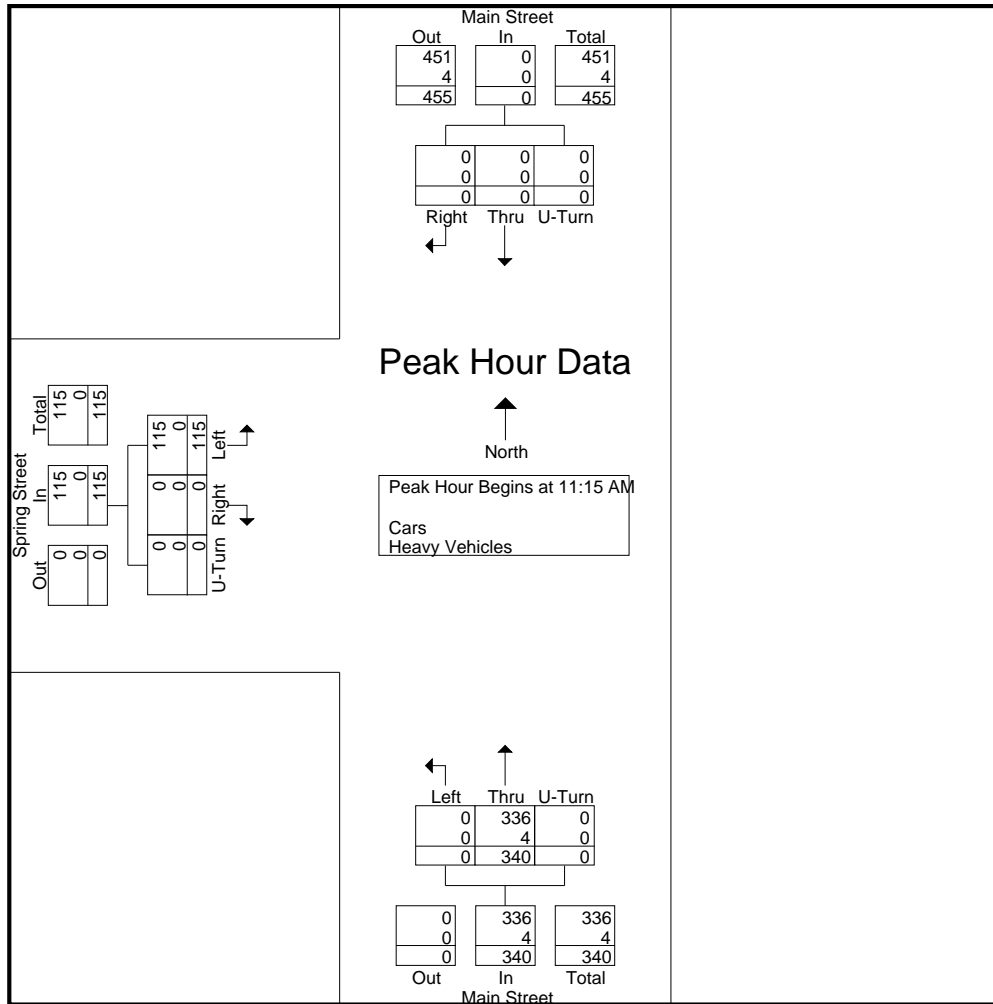 Main Street
Out In Total
451 0 451
4 0 4
455 0 455
0 0 0
0 0 0
0 0 0
Right Thru U-Turn
Peak Hour Data
North
Peak Hour Begins at 11:15 AM
Cars
Heavy Vehicles
Spring Street
Out In Total
0 115 115
0 0 0
0 115 115
0 0 115
0 0 0
0 0 115
U-Turn Right Left
Left Thru U-Turn
0 336 0
0 4 0
0 340 0
0 336 336
0 4 4
0 340 340
Out In Total
Main Street